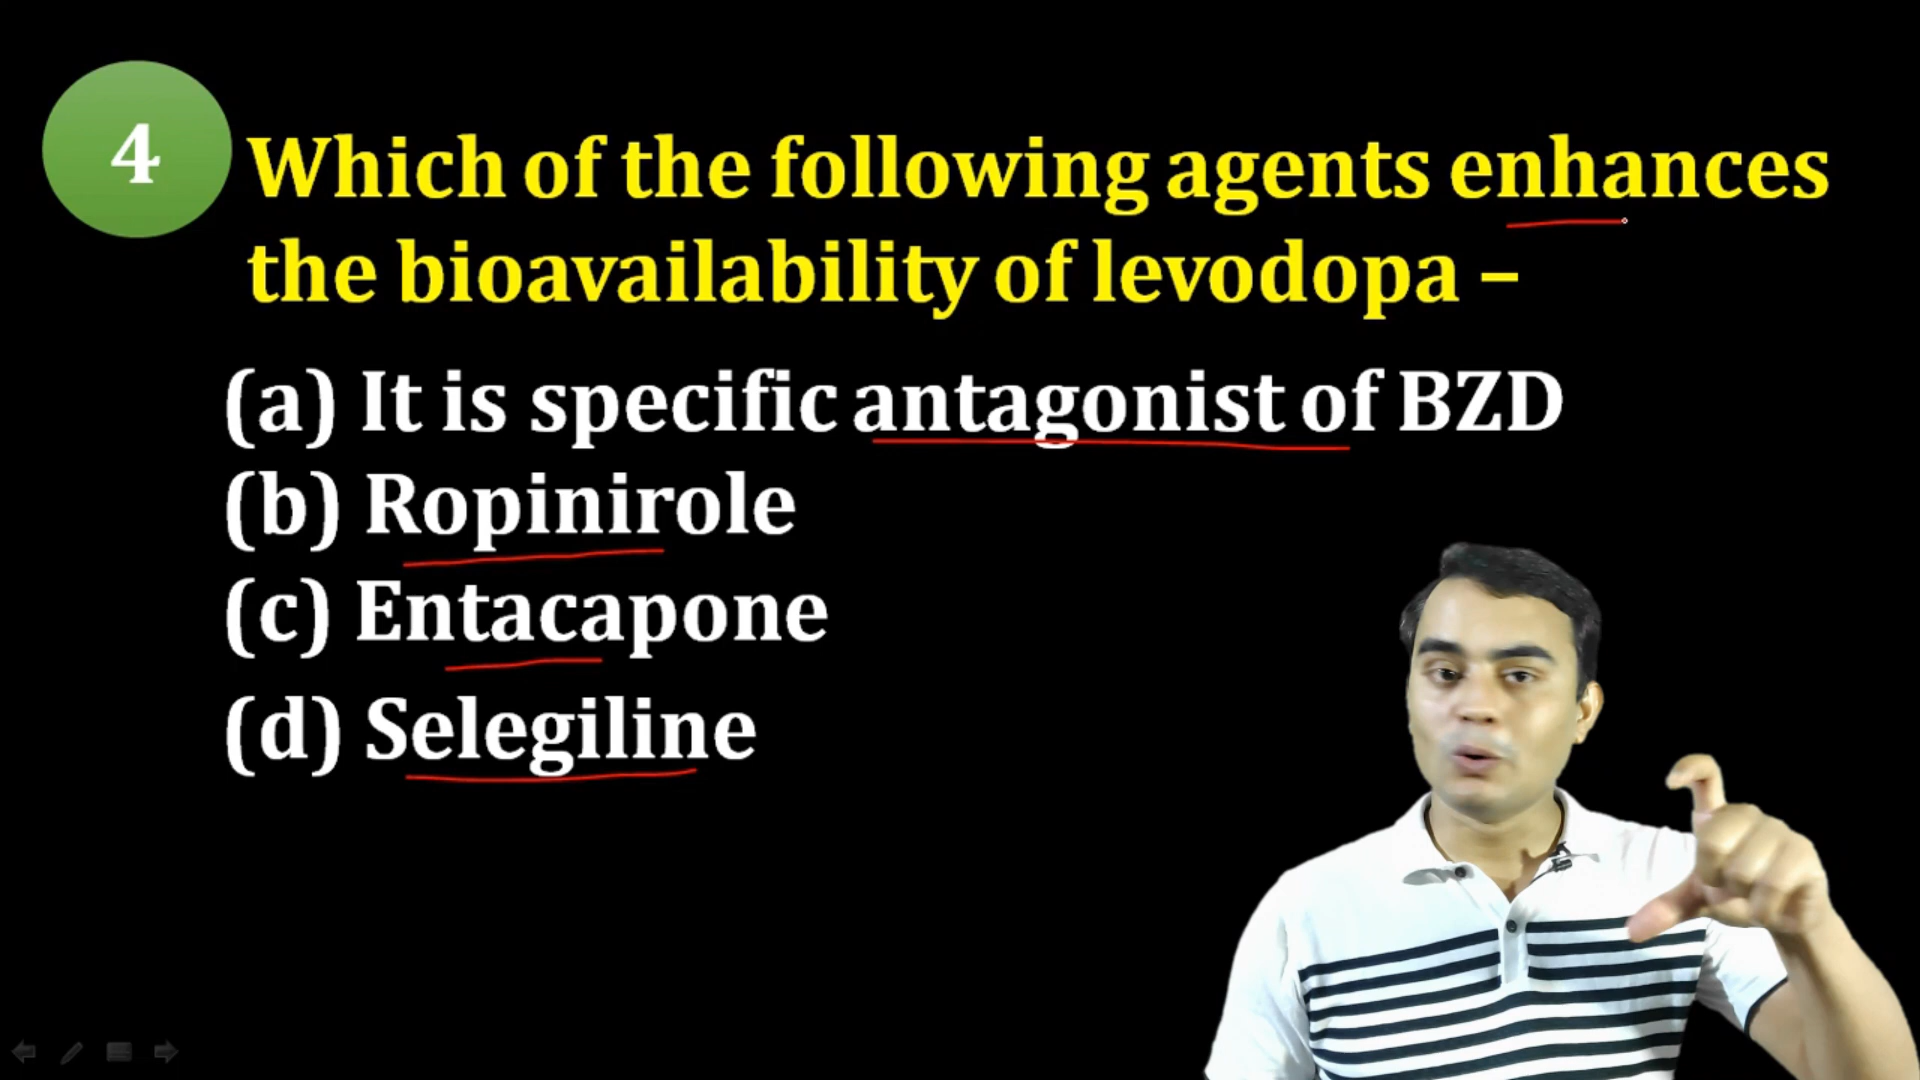 4
Which of the following agents enhances
the bioavailability of levodopa –
(a) It is specific antagonist of BZD
(b) Ropinirole
(c) Entacapone
(d) Selegiline